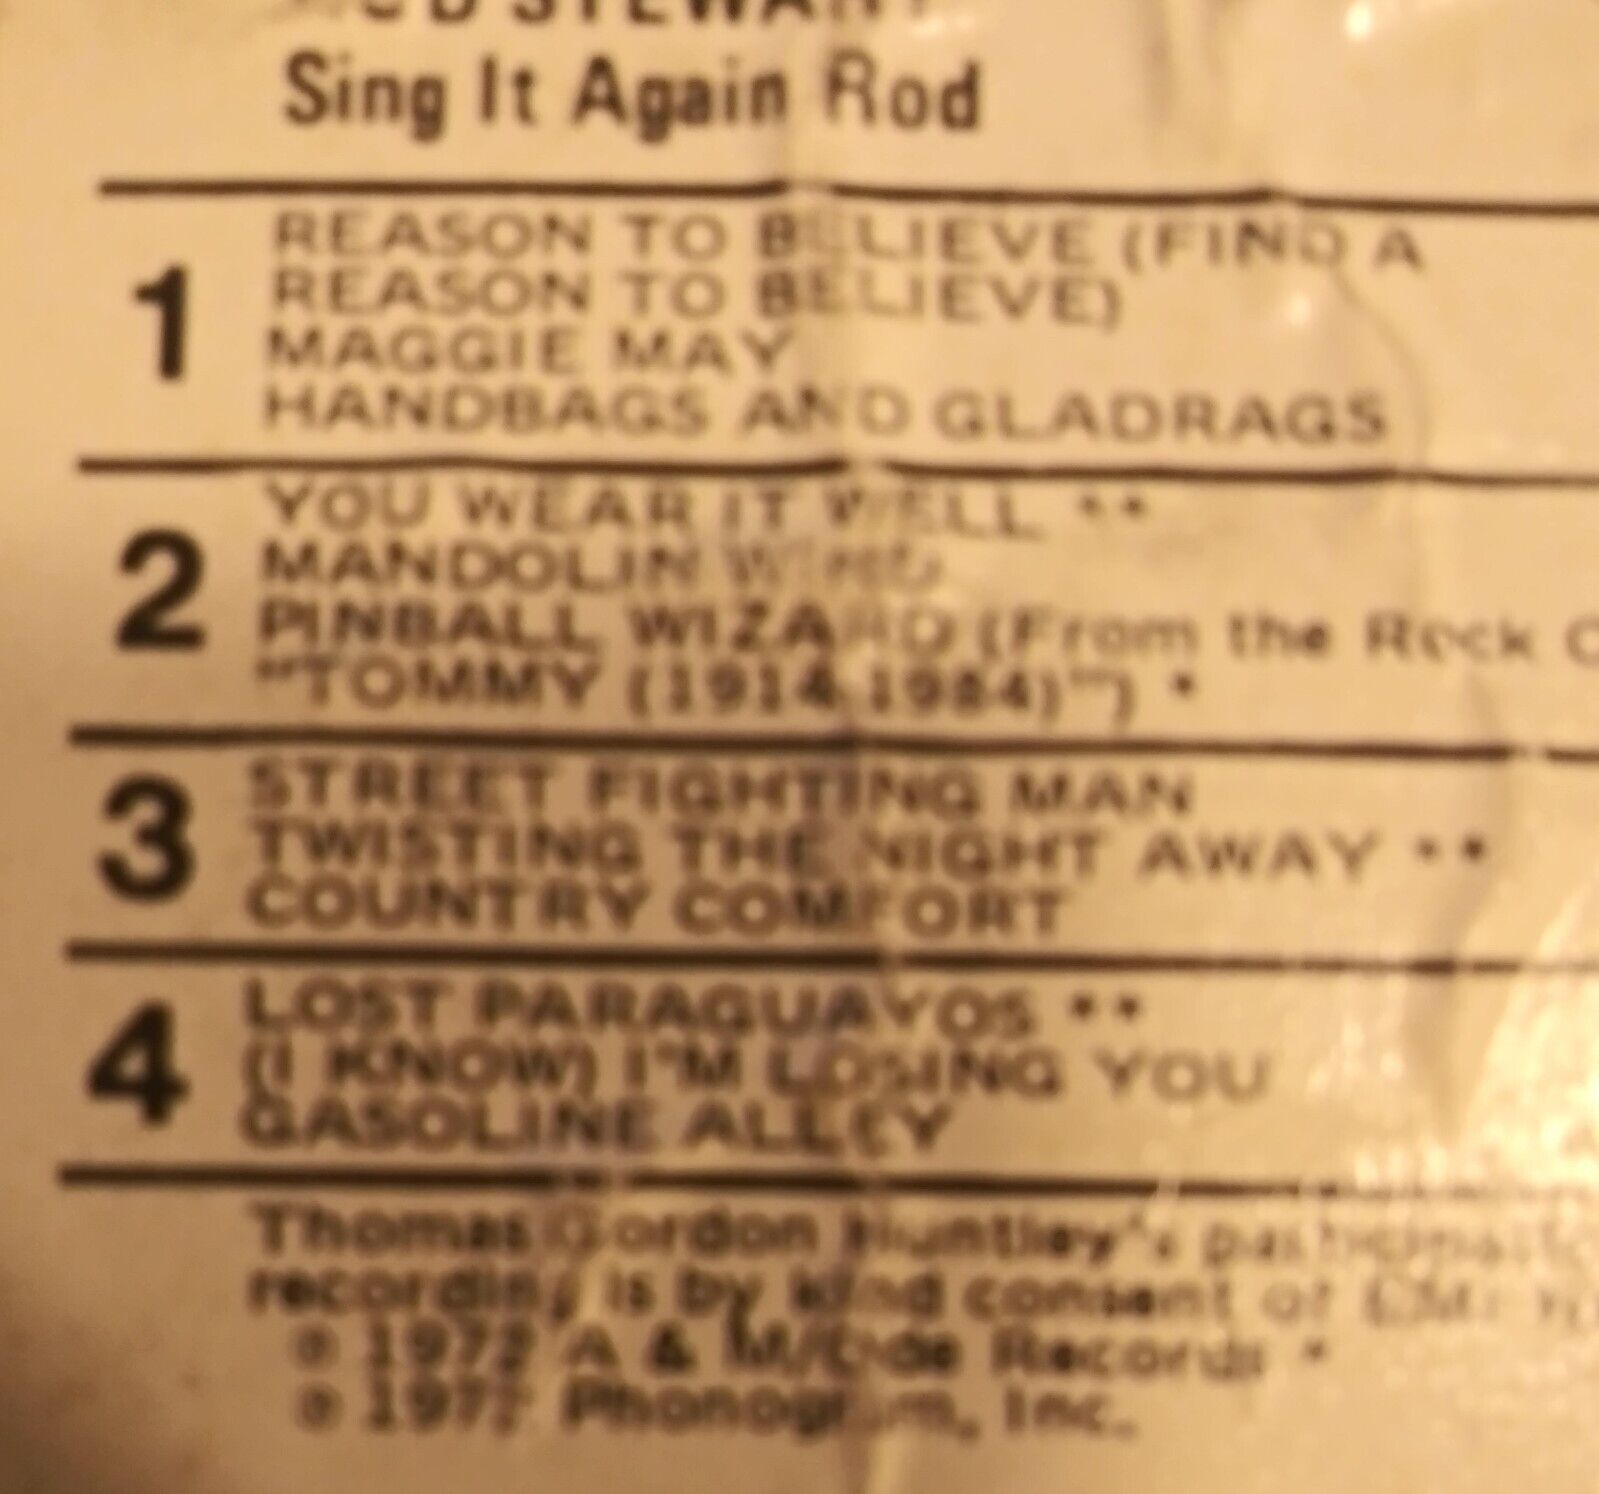 STEWART
Sing It Again Rod
1
REASON TO BELIEVE (FIND A
REASON TO BELIEVE)
MAGGIE MAY
HANDBAGS AND GLADRAGS
2
YOU WEAR IT WELL **
MANDOLIN WIND
PINBALL WIZARD (From the Rock
"TOMMY (1914-1984)") *
3
STREET FIGHTING MAN
TWISTING THE NIGHT AWAY **
COUNTRY COMFORT
4
LOST PARAGUAYOS **
(I KNOW) I'M LOSING YOU
GASOLINE ALLEY
Thomas Gordon Huntley's
recording is by kind consent of
℗ 1972 A & M/Ode Records *
Phonogram, Inc.